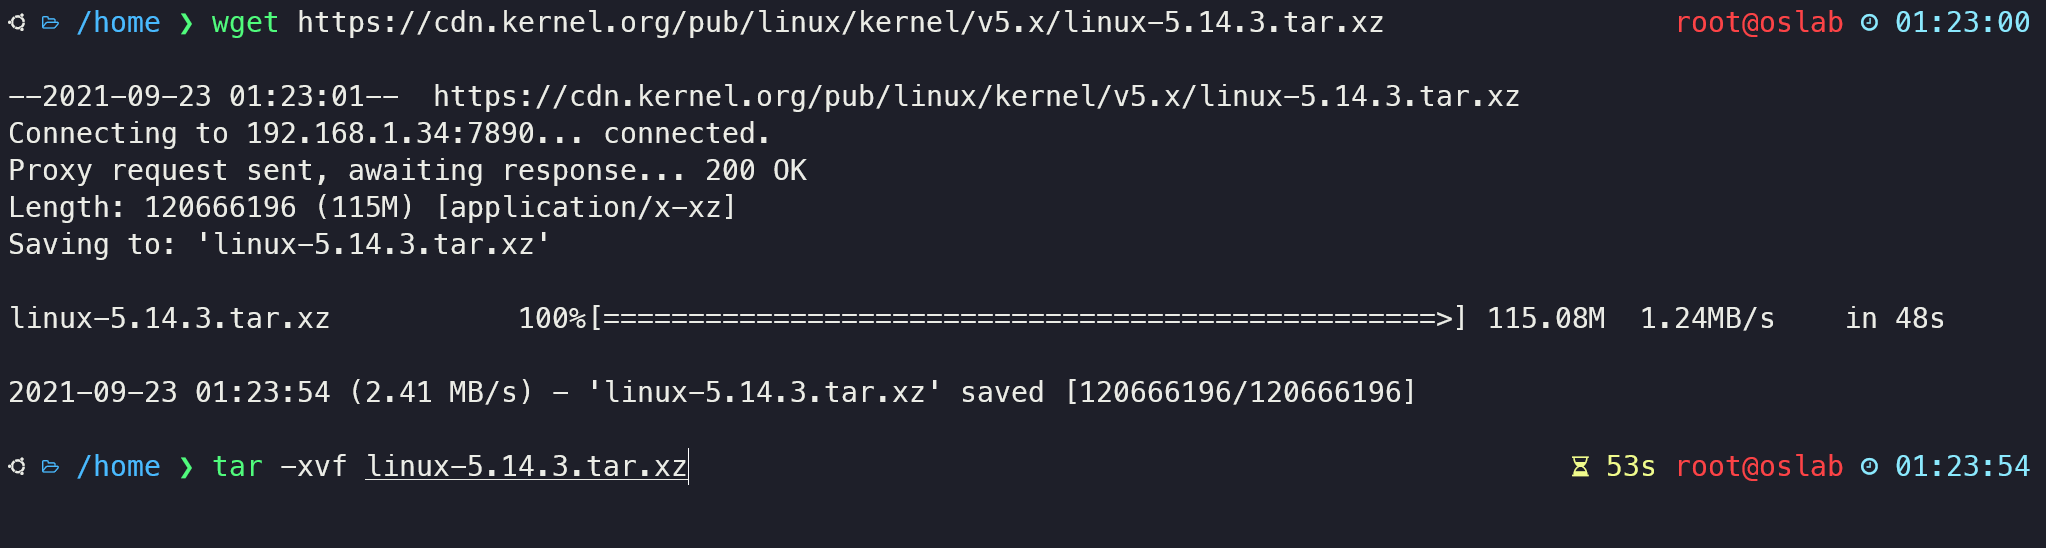 /home ❯ wget https://cdn.kernel.org/pub/linux/kernel/v5.x/linux-5.14.3.tar.xz root@oslab 01:23:00
--2021-09-23 01:23:01--  https://cdn.kernel.org/pub/linux/kernel/v5.x/linux-5.14.3.tar.xz
Connecting to 192.168.1.34:7890... connected.
Proxy request sent, awaiting response... 200 OK
Length: 120666196 (115M) [application/x-xz]
Saving to: 'linux-5.14.3.tar.xz'
linux-5.14.3.tar.xz 100%[=================================================>] 115.08M 1.24MB/s in 48s
2021-09-23 01:23:54 (2.41 MB/s) - 'linux-5.14.3.tar.xz' saved [120666196/120666196]
/home ❯ tar -xvf linux-5.14.3.tar.xz 53s root@oslab 01:23:54